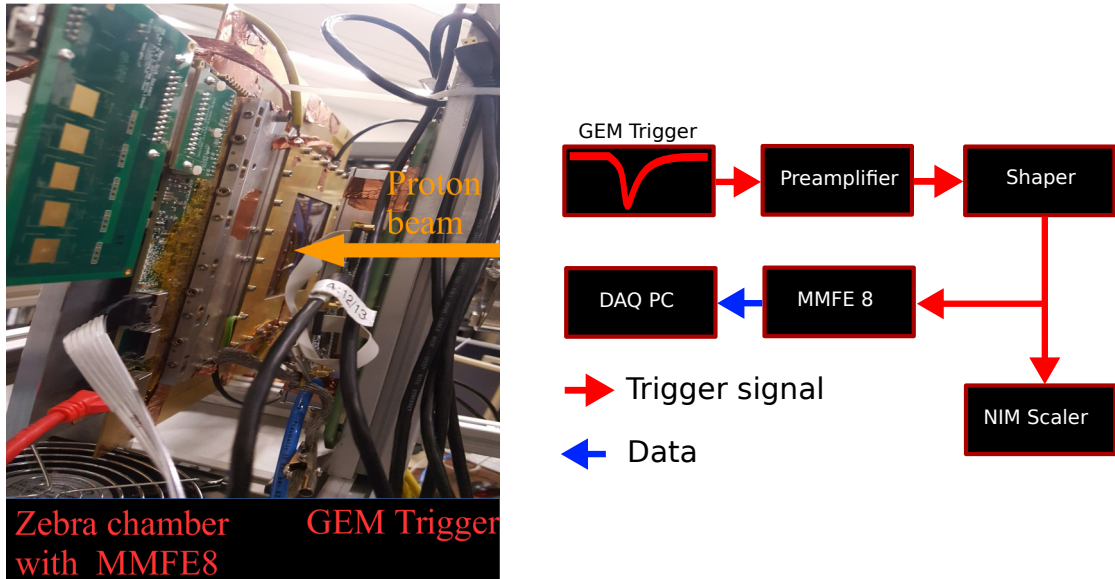 Proton
beam
4-12/13
Zebra chamber
with MMFE8
GEM Trigger
GEM Trigger
Preamplifier
Shaper
DAQ PC
MMFE 8
NIM Scaler
Trigger signal
Data